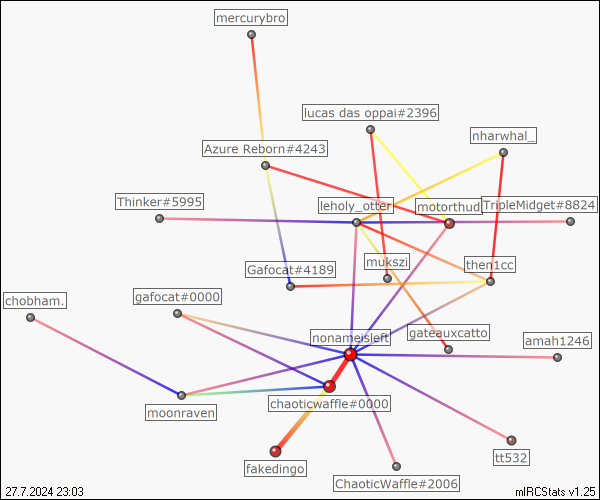 mercurybro
lucas das oppai#2396
nharwhal_
Azure Reborn#4243
Thinker#5995
leholy_otter
motorthud
TripleMidget#8824
mukszi
then1cc
Gafocat#4189
gafocat#0000
chobham.
nonameisleft
gateauxcatto
amah1246
chaoticwaffle#0000
moonraven
tt532
fakedingo
ChaoticWaffle#2006
27.7.2024 23:03
mIRCStats v1.25